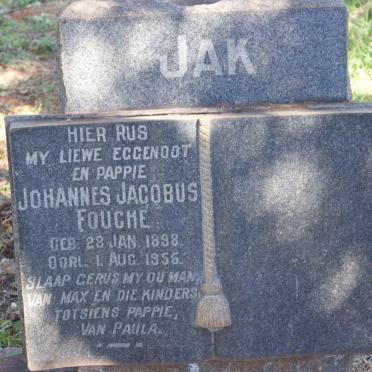 JAK
HIER RUS
MY LIEWE EGGENOOT
EN PAPPIE
JOHANNES JACOBUS
FOUCHE
GEB. 28 JAN. 1898.
OORL. 1. AUG. 1956.
SLAAP GERUS MY OU MAN,
VAN MAX EN DIE KINDERS
TOTSIENS PAPPIE,
VAN PAULA.